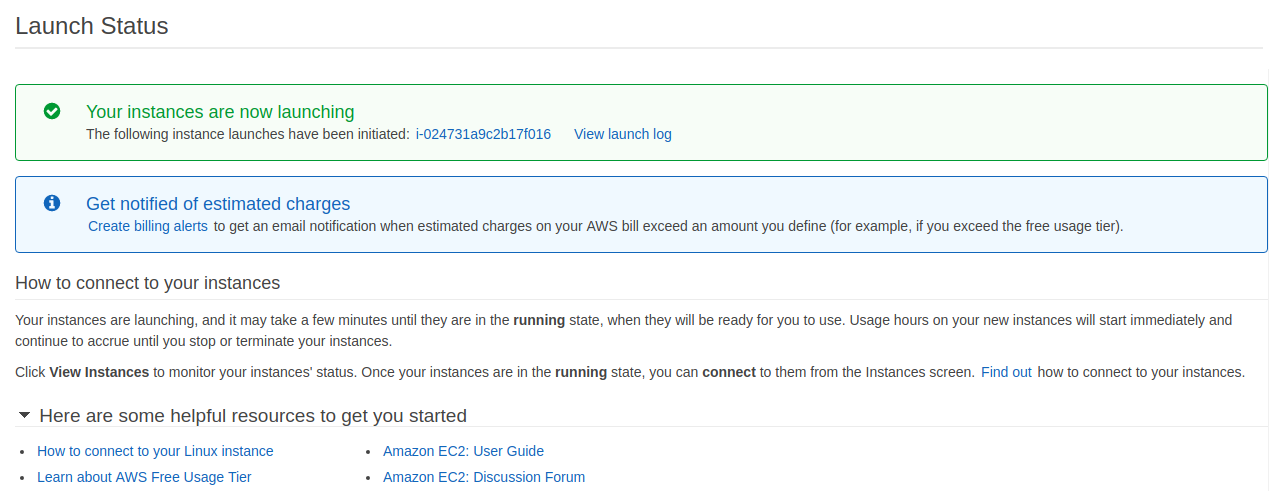 Launch Status
Your instances are now launching
The following instance launches have been initiated: i-024731a9c2b17f016 View launch log
Get notified of estimated charges
Create billing alerts to get an email notification when estimated charges on your AWS bill exceed an amount you define (for example, if you exceed the free usage tier).
How to connect to your instances
Your instances are launching, and it may take a few minutes until they are in the running state, when they will be ready for you to use. Usage hours on your new instances will start immediately and
continue to accrue until you stop or terminate your instances.
Click View Instances to monitor your instances' status. Once your instances are in the running state, you can connect to them from the Instances screen. Find out how to connect to your instances.
Here are some helpful resources to get you started
• How to connect to your Linux instance
• Learn about AWS Free Usage Tier
• Amazon EC2: User Guide
• Amazon EC2: Discussion Forum